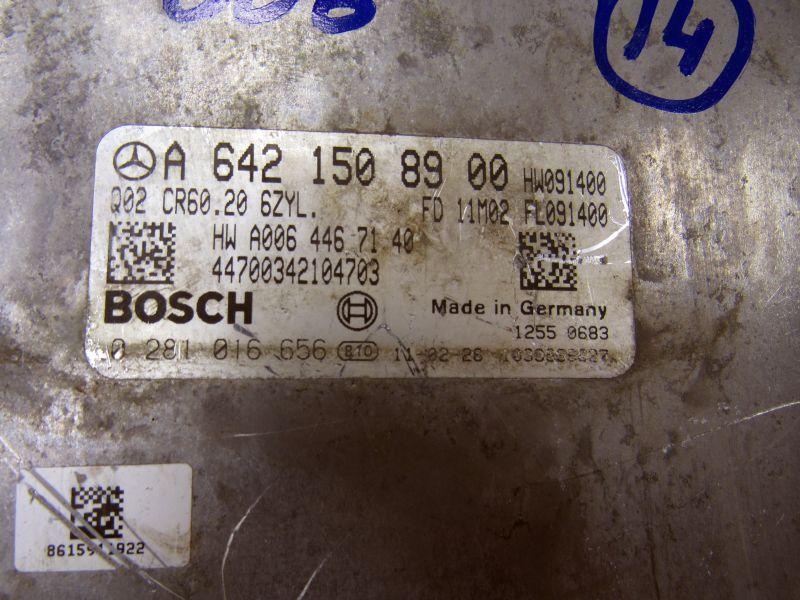 14
A 642 150 89 00 HW091400
Q02 CR60.20 6ZYL. FD 11M02 FL091400
HW A006 446 71 40
44700342104703
BOSCH Made in Germany
1255 0683
0 281 016 656 810 11-02-26